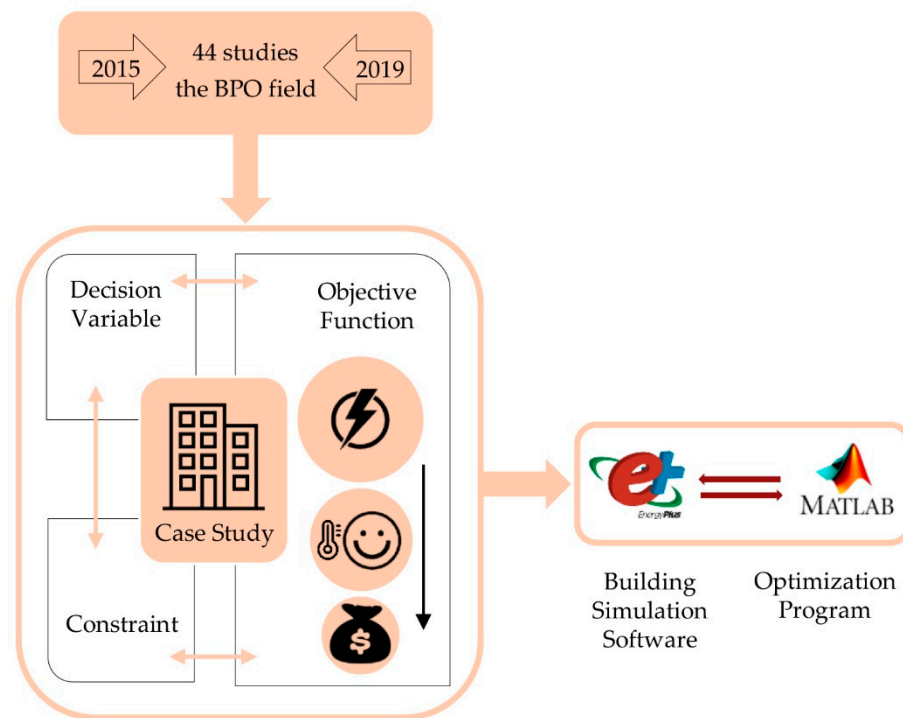 2015
44 studies
the BPO field
2019
Decision
Variable
Objective
Function
Case Study
Constraint
$
e+
EnergyPlus
MATLAB
Building
Simulation
Software
Optimization
Program